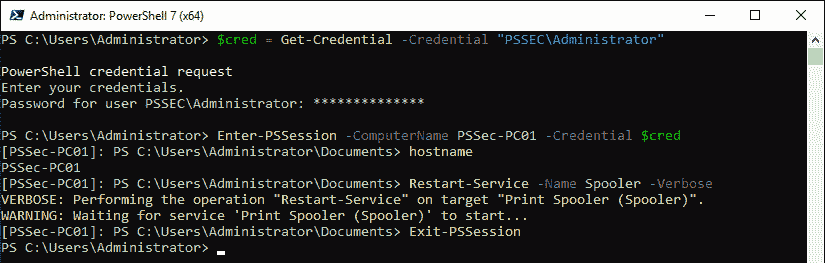 Administrator: PowerShell 7 (x64)
PS C:\Users\Administrator> $cred = Get-Credential -Credential "PSSEC\Administrator"
PowerShell credential request
Enter your credentials.
Password for user PSSEC\Administrator: **************
PS C:\Users\Administrator> Enter-PSSession -ComputerName PSSec-PC01 -Credential $cred
[PSSec-PC01]: PS C:\Users\Administrator\Documents> hostname
PSSec-PC01
[PSSec-PC01]: PS C:\Users\Administrator\Documents> Restart-Service -Name Spooler -Verbose
VERBOSE: Performing the operation "Restart-Service" on target "Print Spooler (Spooler)".
WARNING: Waiting for service 'Print Spooler (Spooler)' to start...
[PSSec-PC01]: PS C:\Users\Administrator\Documents> Exit-PSSession
PS C:\Users\Administrator>